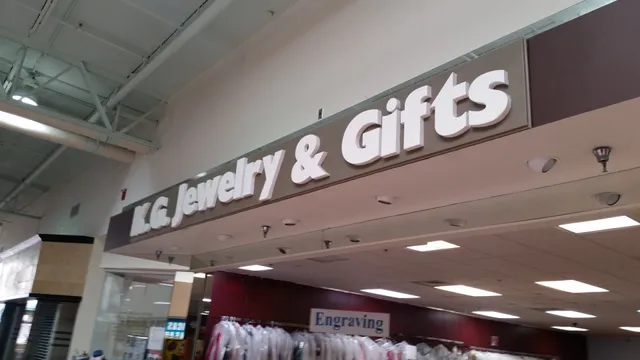 K.G. Jewelry & Gifts
Engraving